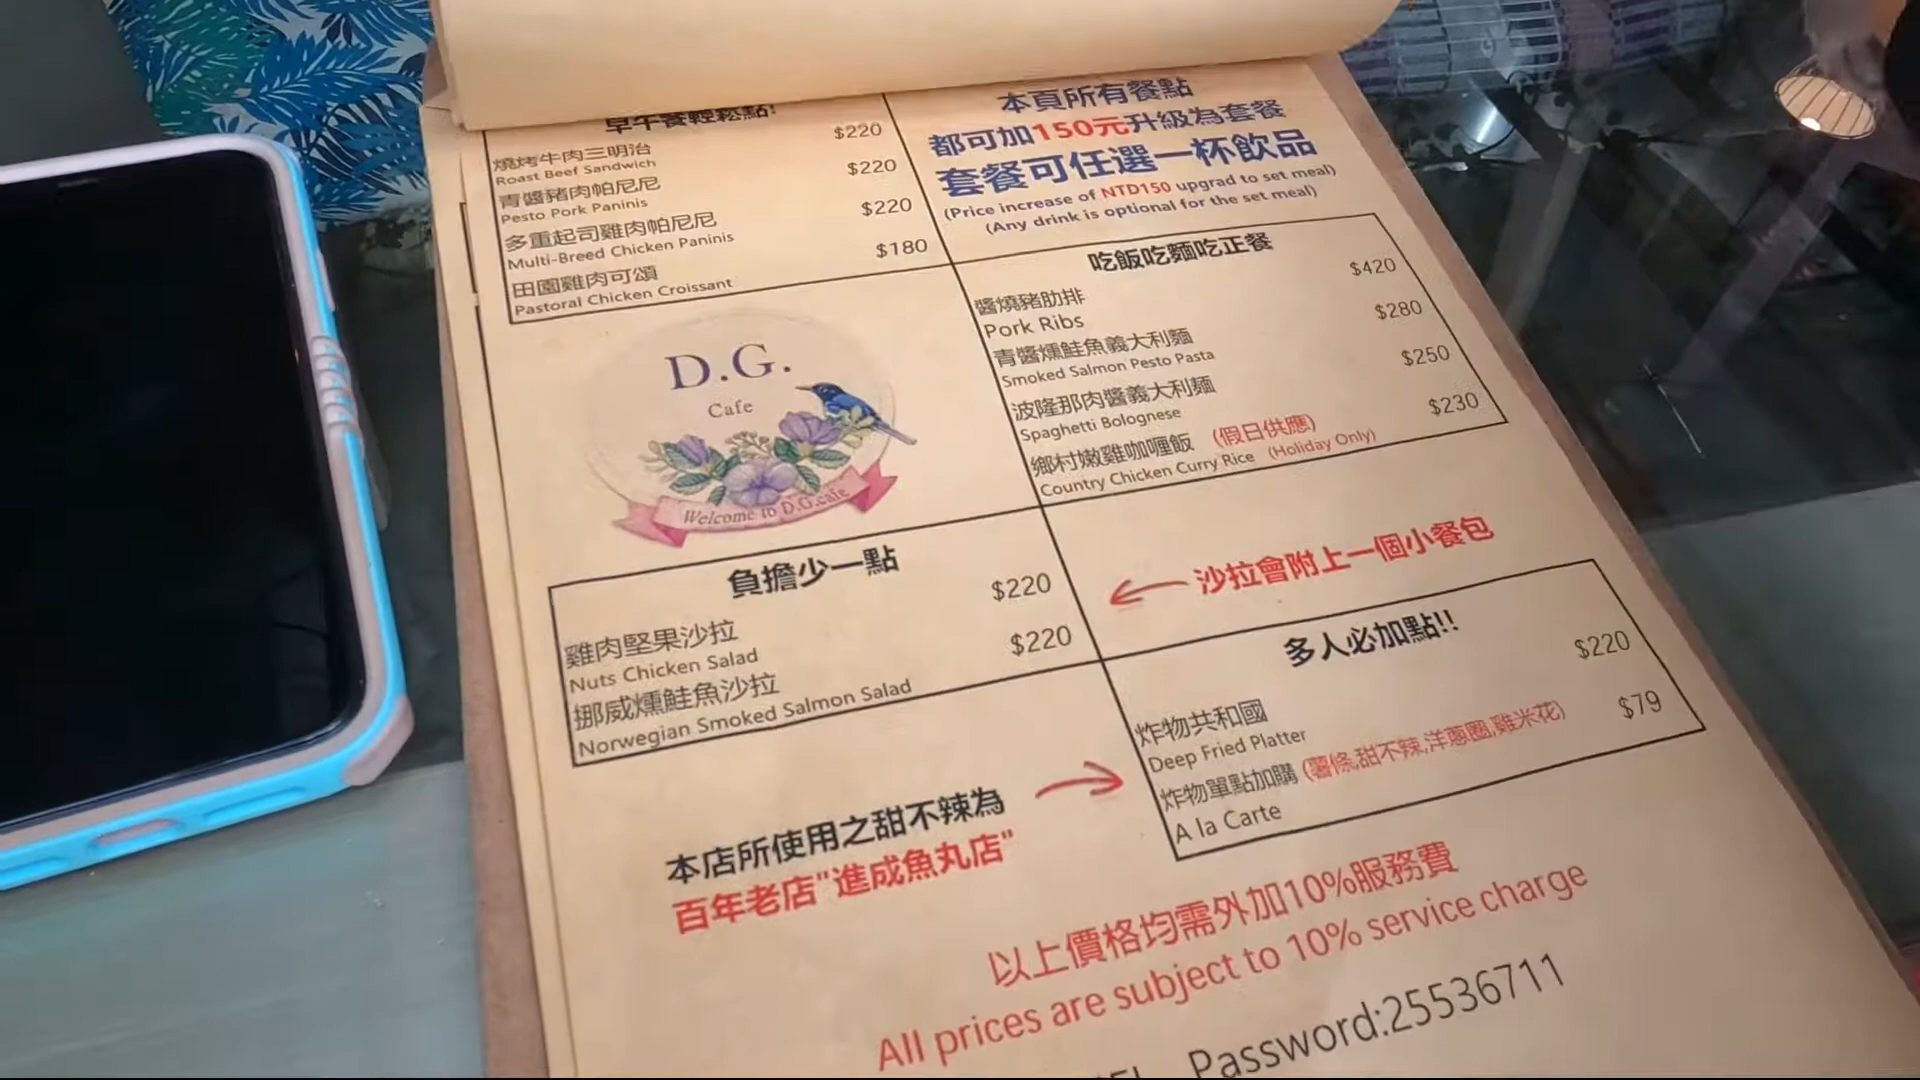 早午餐輕鬆點!
燒烤牛肉三明治 $220
Roast Beef Sandwich
青醬豬肉帕尼尼 $220
Pesto Pork Paninis
多重起司雞肉帕尼尼 $220
Multi-Breed Chicken Paninis
田園雞肉可頌 $180
Pastoral Chicken Croissant
本頁所有餐點
都可加150元升級為套餐
套餐可任選一杯飲品
(Price increase of NTD150 upgrad to set meal)
(Any drink is optional for the set meal)
吃飯吃麵吃正餐
醬燒豬肋排 $420
Pork Ribs
青醬燻鮭魚義大利麵 $280
Smoked Salmon Pesto Pasta
波隆那肉醬義大利麵 $250
Spaghetti Bolognese
鄉村嫩雞咖喱飯 (假日供應) $230
Country Chicken Curry Rice (Holiday Only)
D.G.
Cafe
Welcome to D.G.cafe
負擔少一點
雞肉堅果沙拉 $220
Nuts Chicken Salad
挪威燻鮭魚沙拉 $220
Norwegian Smoked Salmon Salad
沙拉會附上一個小餐包
多人必加點!!
炸物共和國 $220
Deep Fried Platter
炸物單點加購 (薯條,甜不辣,洋蔥圈,雞米花) $79
A la Carte
本店所使用之甜不辣為
百年老店"進成魚丸店"
以上價格均需外加10%服務費
All prices are subject to 10% service charge
Password:25536711